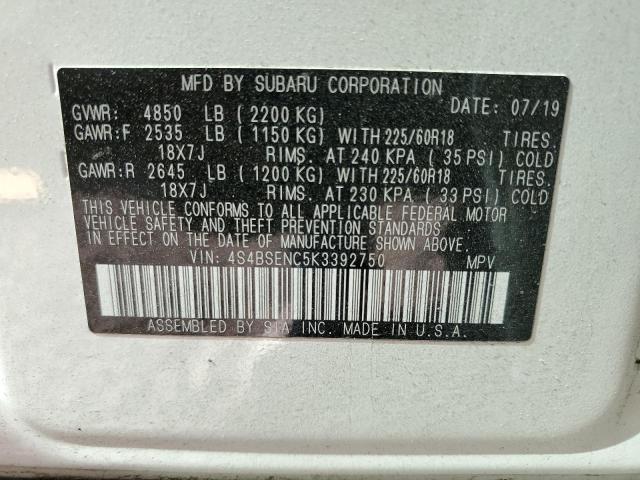 MFD BY SUBARU CORPORATION
GVWR: 4850 LB ( 2200 KG) DATE: 07/19
GAWR:F 2535 LB ( 1150 KG) WITH 225/60R18 TIRES.
18X7J RIMS. AT 240 KPA ( 35 PSI) COLD
GAWR:R 2645 LB ( 1200 KG) WITH 225/60R18 TIRES.
18X7J RIMS. AT 230 KPA ( 33 PSI) COLD
THIS VEHICLE CONFORMS TO ALL APPLICABLE FEDERAL MOTOR
VEHICLE SAFETY AND THEFT PREVENTION STANDARDS
IN EFFECT ON THE DATE OF MANUFACTURE SHOWN ABOVE.
VIN: 4S4BSENC5K3392750 MPV
ASSEMBLED BY SIA INC. MADE IN U.S.A.